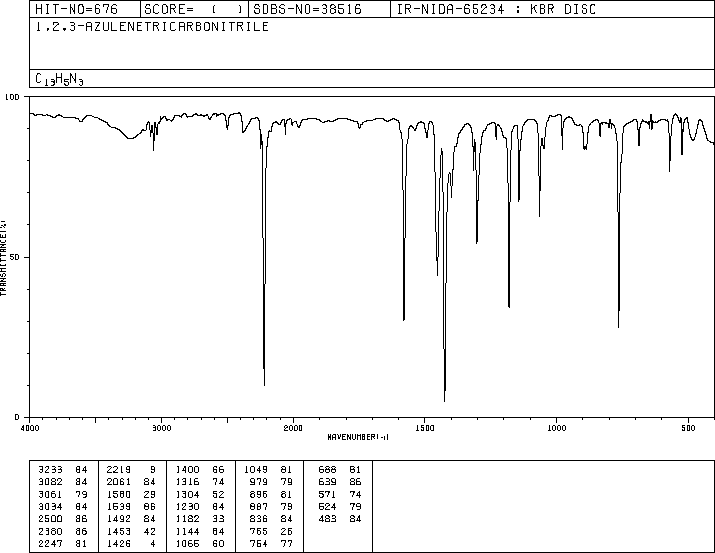 HIT-NO=676 SCORE= ( ) SDBS-NO=38516 IR-NIDA-65234 : KBR DISC
1,2,3-AZULENETRICARBONITRILE
C13H5N3
100
50
0
TRANSMITTANCE(%)
4000 3000 2000 1500 1000 500
WAVENUMBER(-1)
3233 84 2219 9 1400 66 1049 81 688 81
3082 84 2061 84 1316 74 979 79 639 86
3061 79 1580 29 1304 52 896 81 571 74
3034 84 1539 86 1230 84 887 79 524 79
2500 86 1492 84 1182 33 836 84 483 84
2380 86 1453 42 1144 64 765 26
2247 81 1426 4 1065 60 764 77